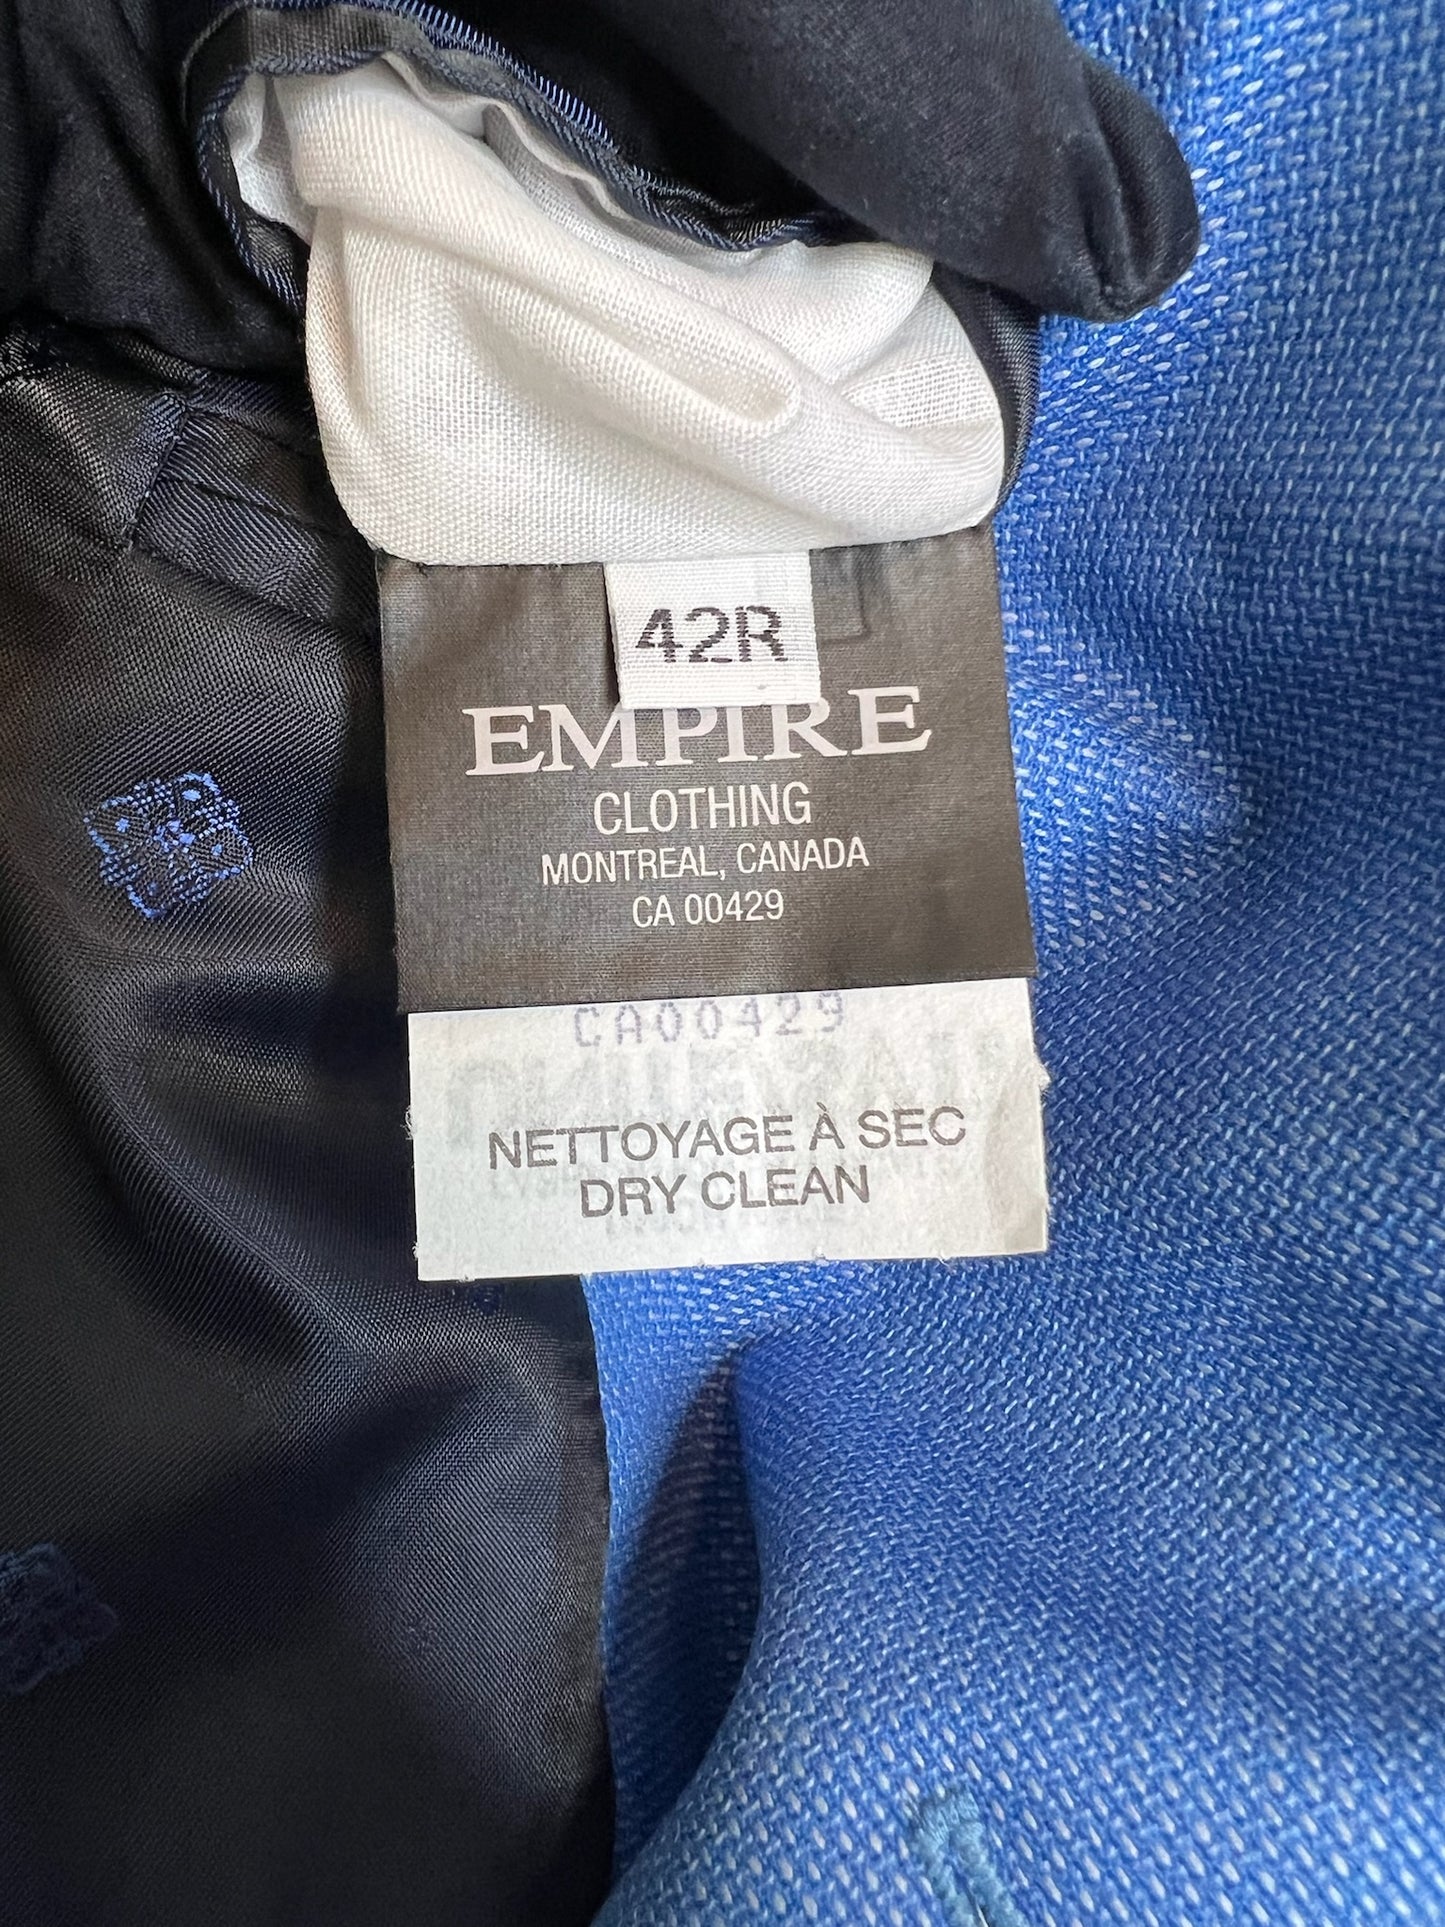 42R
EMPIRE
CLOTHING
MONTREAL, CANADA
CA 00429
CA00429
NETTOYAGE À SEC
DRY CLEAN